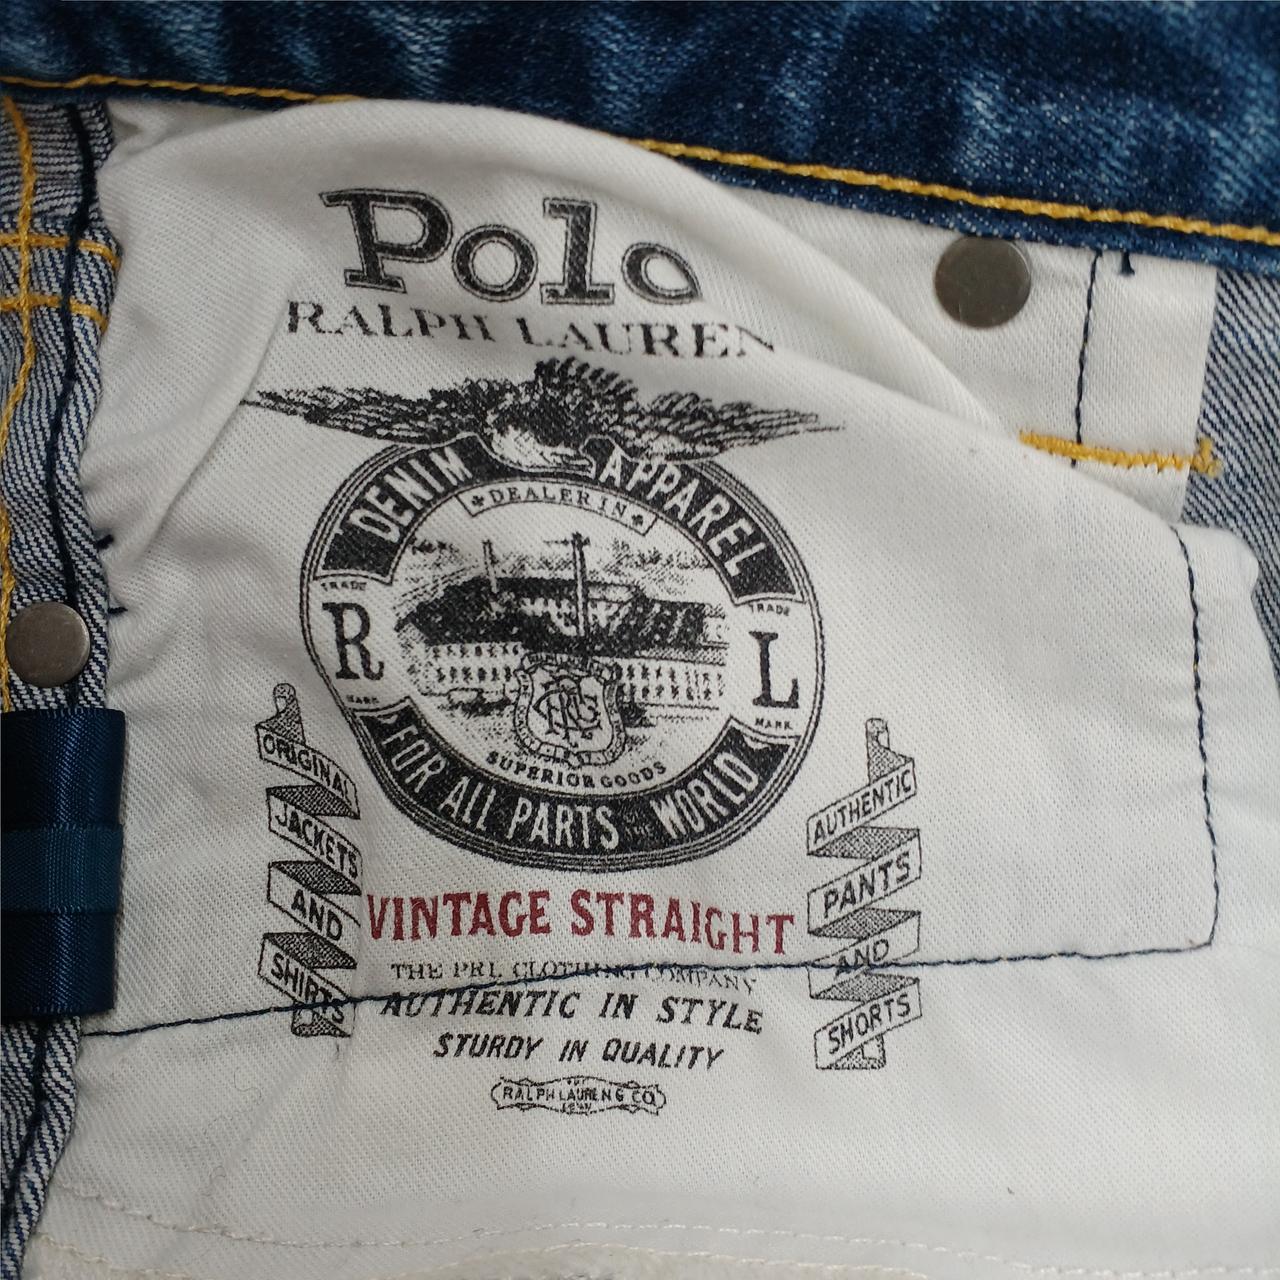 Polo
RALPH LAUREN
DENIM APPAREL
DEALER IN
TRADE
R
MARK
TRADE
L
MARK
SUPERIOR GOODS
FOR ALL PARTS OF THE WORLD
ORIGINAL
JACKETS
AND
SHIRTS
AUTHENTIC
PANTS
AND
SHORTS
VINTAGE STRAIGHT
THE PRL CLOTHING COMPANY
AUTHENTIC IN STYLE
STURDY IN QUALITY
RALPH LAUREN & CO.